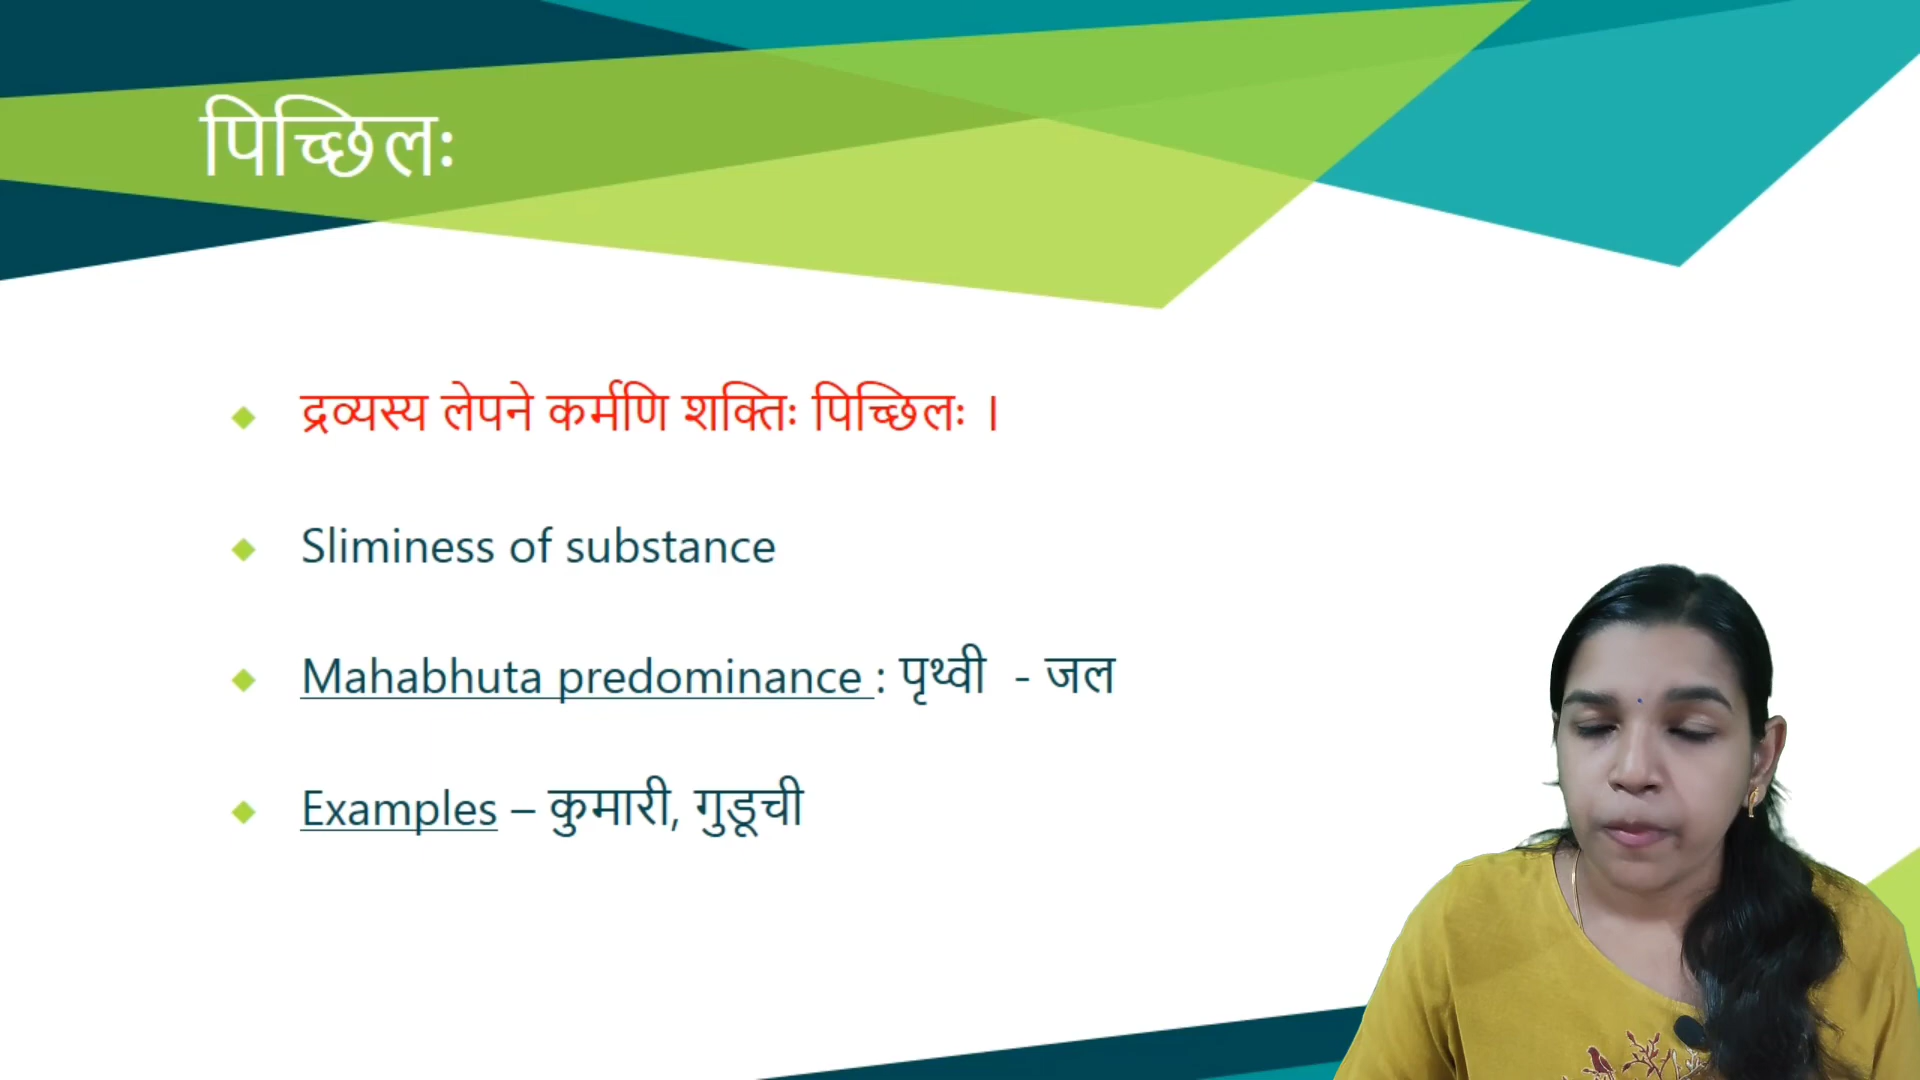 पिच्छिलः
द्रव्यस्य लेपने कर्मणि शक्तिः पिच्छिलः ।
Sliminess of substance
Mahabhuta predominance : पृथ्वी - जल
Examples – कुमारी, गुडूची